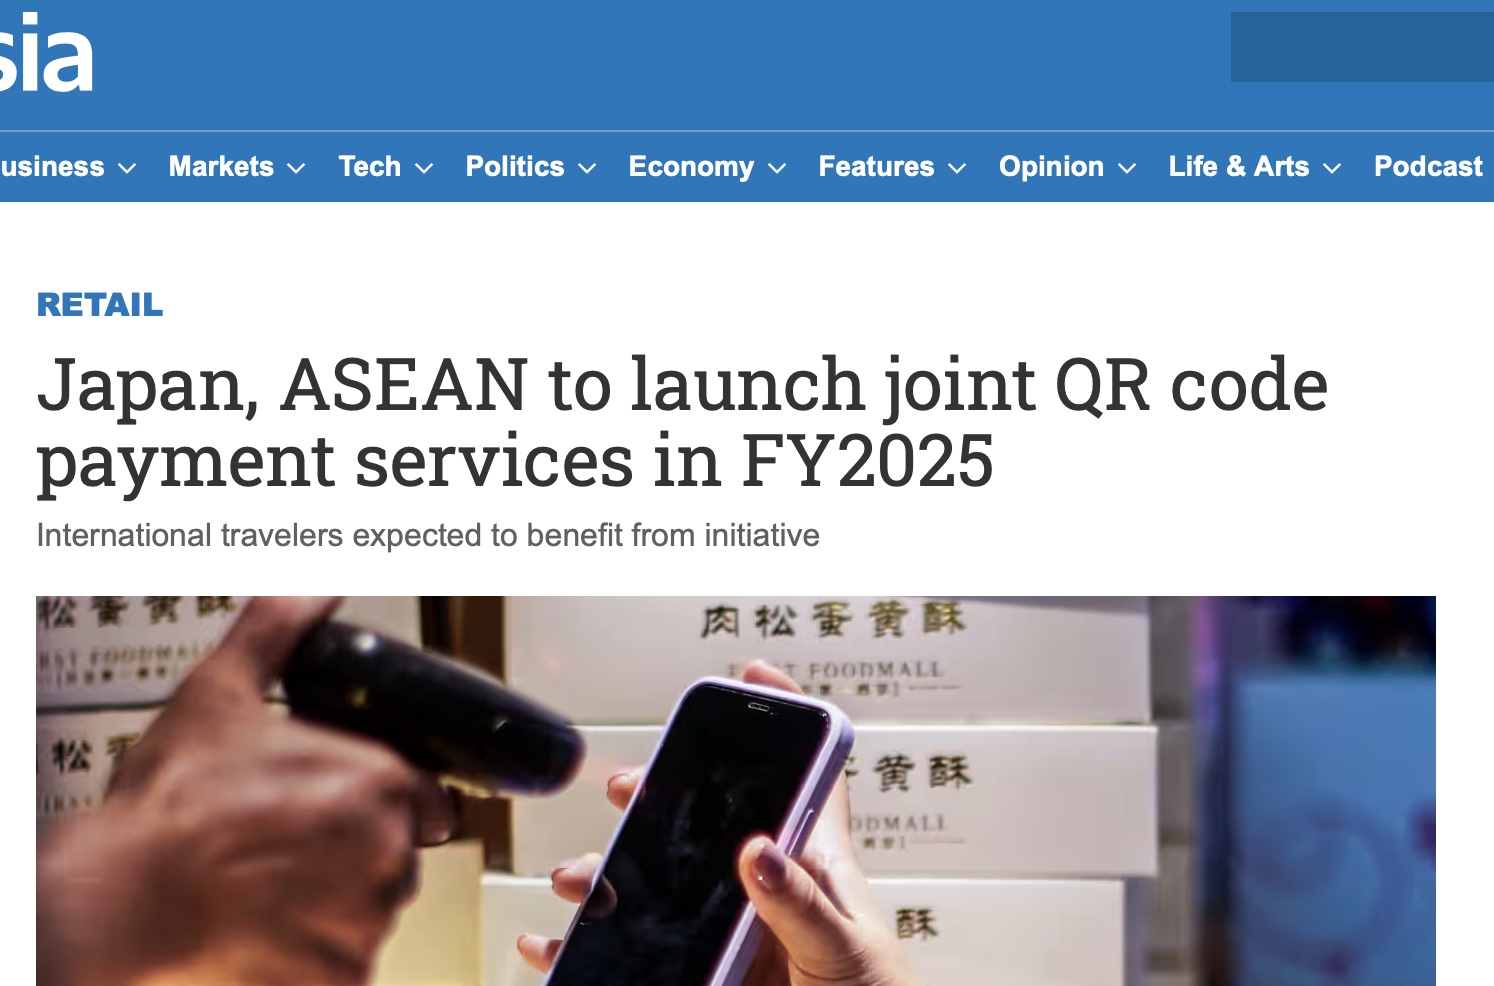 sia
usiness
Markets
Tech
Politics
Economy
Features
Opinion
Life & Arts
Podcast
RETAIL
Japan, ASEAN to launch joint QR code
payment services in FY2025
International travelers expected to benefit from initiative
松蛋黄酥
肉松蛋黄酥
FOODMALL
松
黄酥
ODMALL
酥